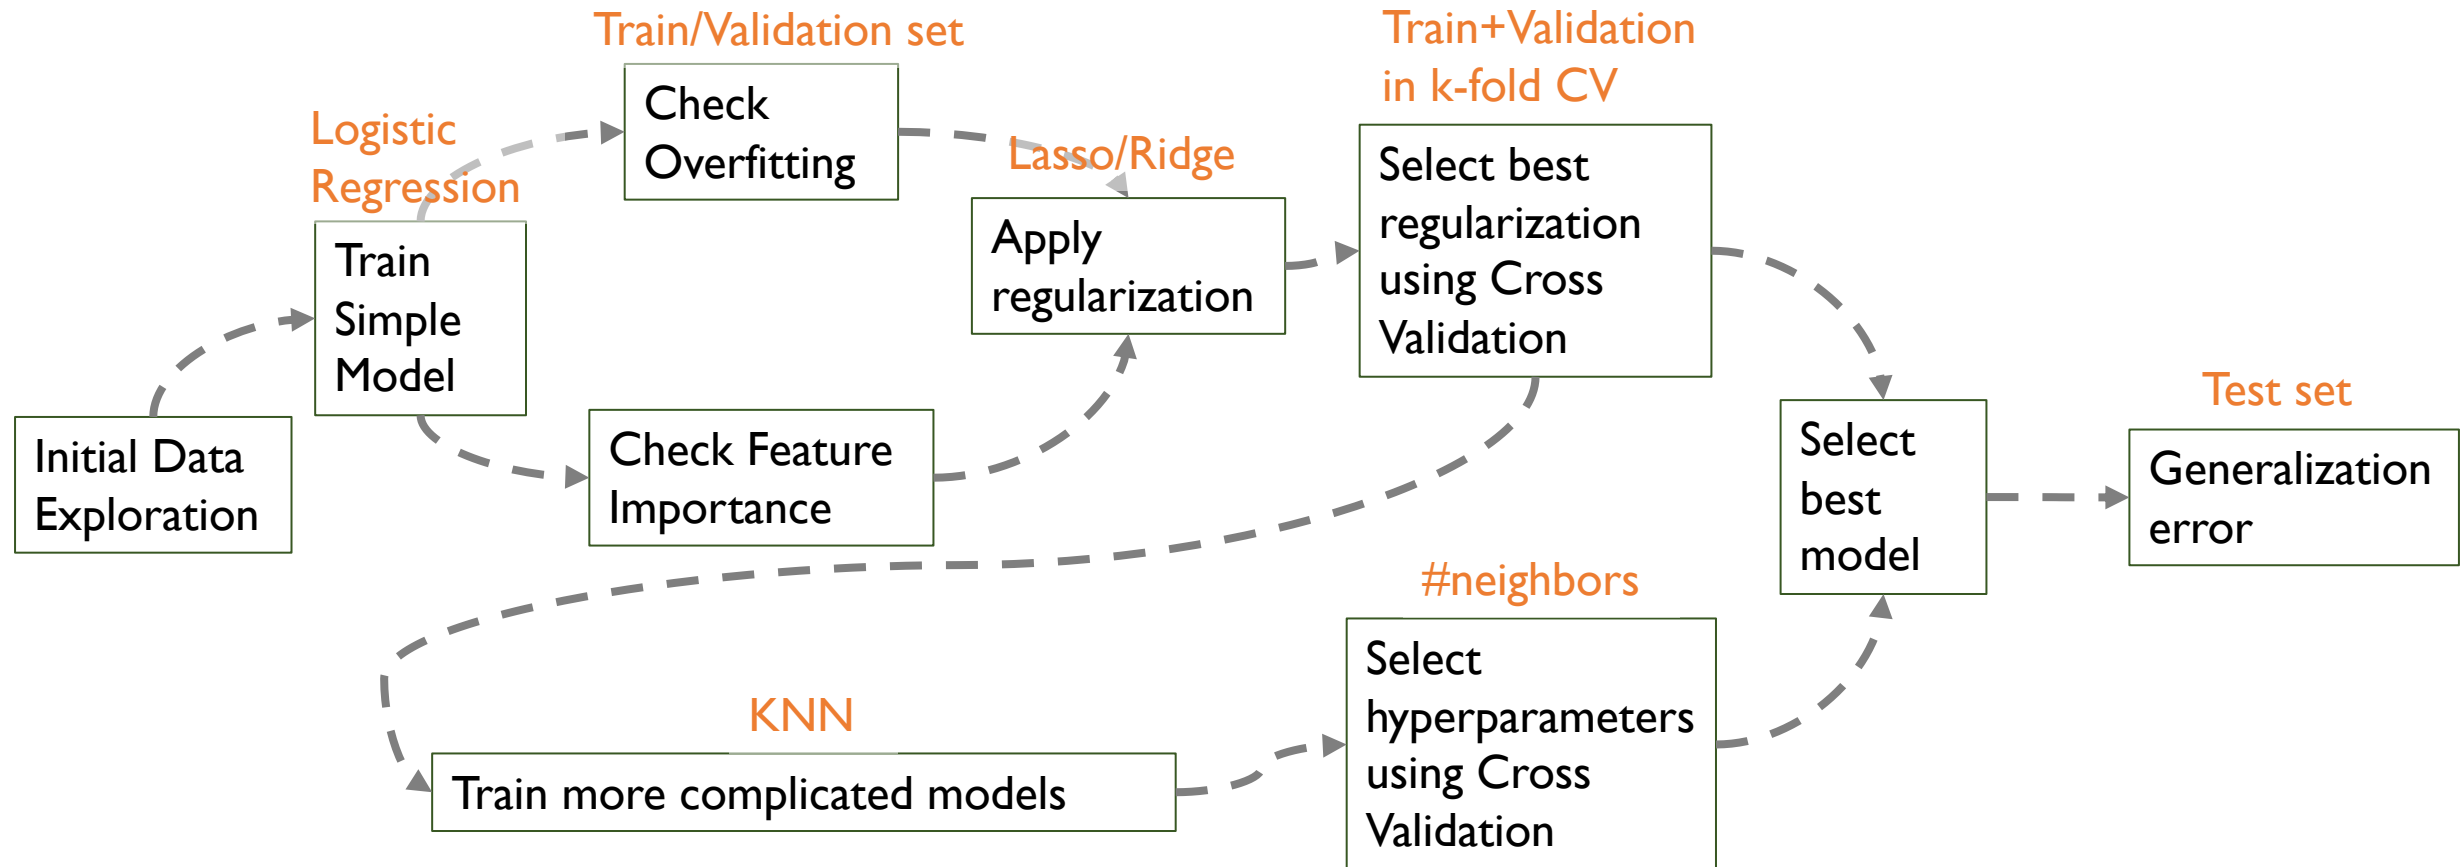 Train/Validation set
Check
Overfitting
Logistic
Regression
Train
Simple
Model
Initial Data
Exploration
Check Feature
Importance
Lasso/Ridge
Apply
regularization
Train+Validation
in k-fold CV
Select best
regularization
using Cross
Validation
KNN
Train more complicated models
#neighbors
Select
hyperparameters
using Cross
Validation
Select
best
model
Test set
Generalization
error